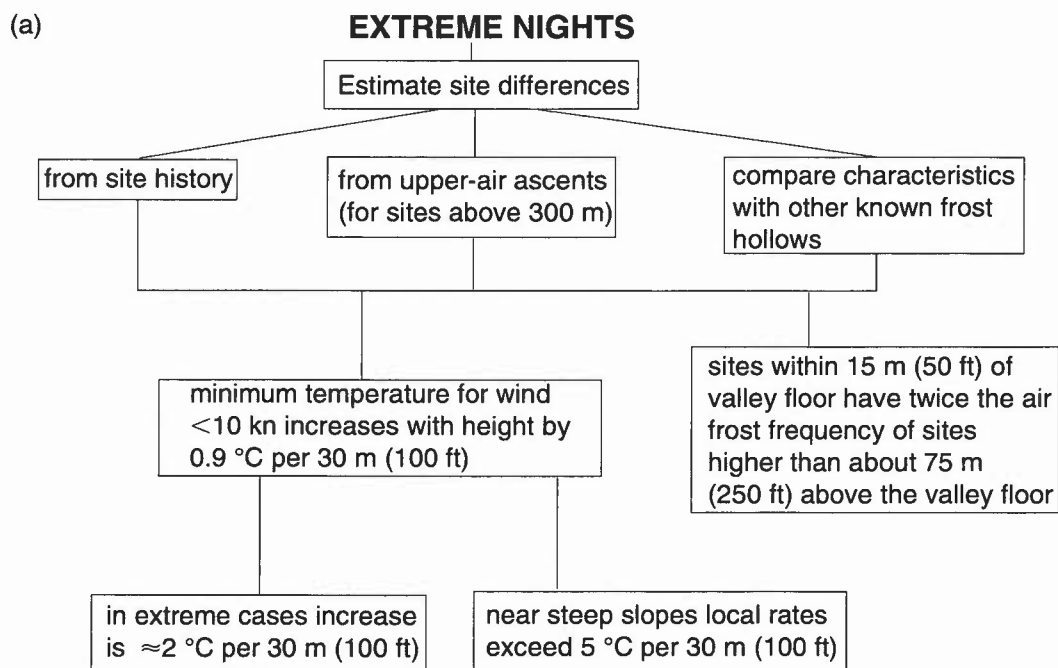 (a)
EXTREME NIGHTS
Estimate site differences
from site history
from upper-air ascents
(for sites above 300 m)
compare characteristics
with other known frost
hollows
minimum temperature for wind
<10 kn increases with height by
0.9 °C per 30 m (100 ft)
sites within 15 m (50 ft) of
valley floor have twice the air
frost frequency of sites
higher than about 75 m
(250 ft) above the valley floor
in extreme cases increase
is ≈2 °C per 30 m (100 ft)
near steep slopes local rates
exceed 5 °C per 30 m (100 ft)